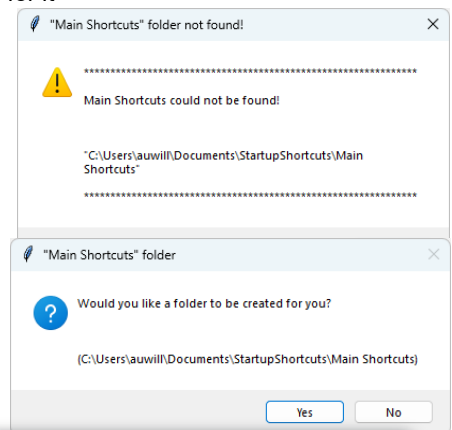 "Main Shortcuts" folder not found!
****************************************************************
Main Shortcuts could not be found!
"C:\Users\auwill\Documents\StartupShortcuts\Main
Shortcuts"
****************************************************************
"Main Shortcuts" folder
Would you like a folder to be created for you?
(C:\Users\auwill\Documents\StartupShortcuts\Main Shortcuts)
Yes No